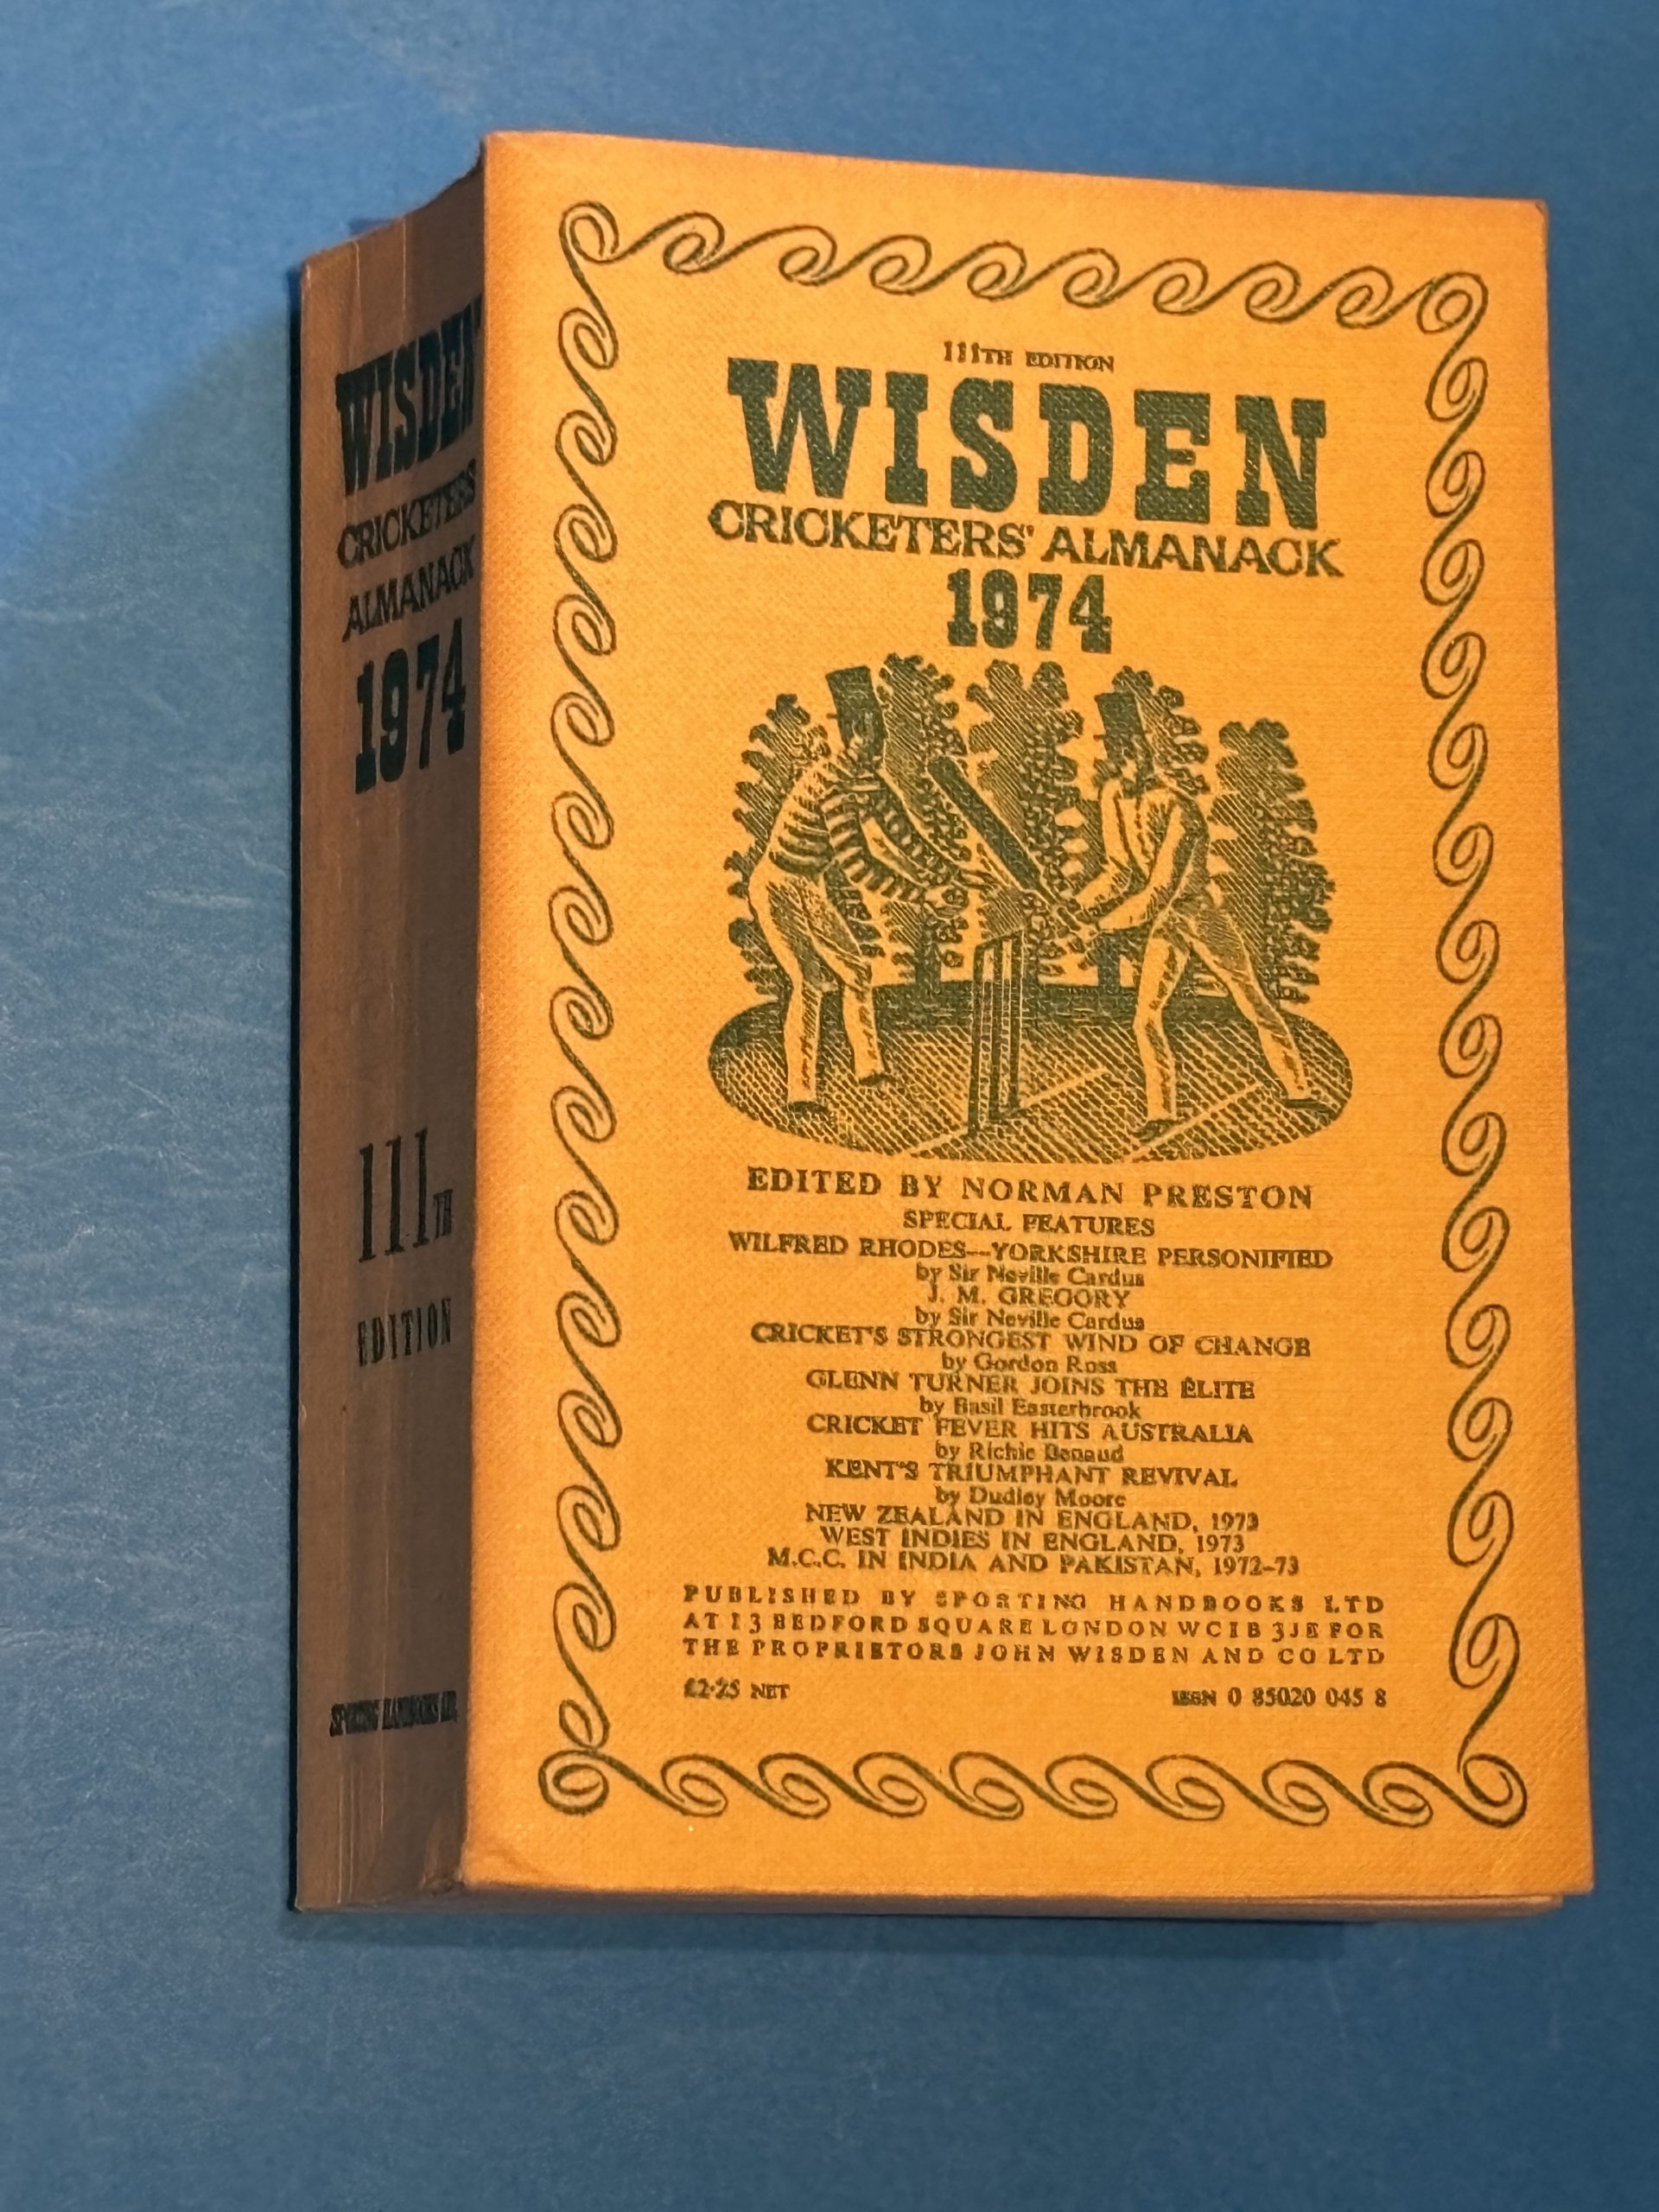 WISDEN
CRICKETERS
ALMANACK
1974
111TH
EDITION
SPORTING HANDBOOKS LTD.
111TH EDITION
WISDEN
CRICKETERS' ALMANACK
1974
EDITED BY NORMAN PRESTON
SPECIAL FEATURES
WILFRED RHODES—YORKSHIRE PERSONIFIED
by Sir Neville Cardus
J. M. GREGORY
by Sir Neville Cardus
CRICKET'S STRONGEST WIND OF CHANGE
by Gordon Ross
GLENN TURNER JOINS THE ÉLITE
by Basil Easterbrook
CRICKET FEVER HITS AUSTRALIA
by Richie Benaud
KENT'S TRIUMPHANT REVIVAL
by Dudley Moore
NEW ZEALAND IN ENGLAND, 1973
WEST INDIES IN ENGLAND, 1973
M.C.C. IN INDIA AND PAKISTAN, 1972–73
PUBLISHED BY SPORTING HANDBOOKS LTD
AT 13 BEDFORD SQUARE LONDON WC1B 3JE FOR
THE PROPRIETORS JOHN WISDEN AND CO LTD
£2·25 NET
ISBN 0 85020 045 8